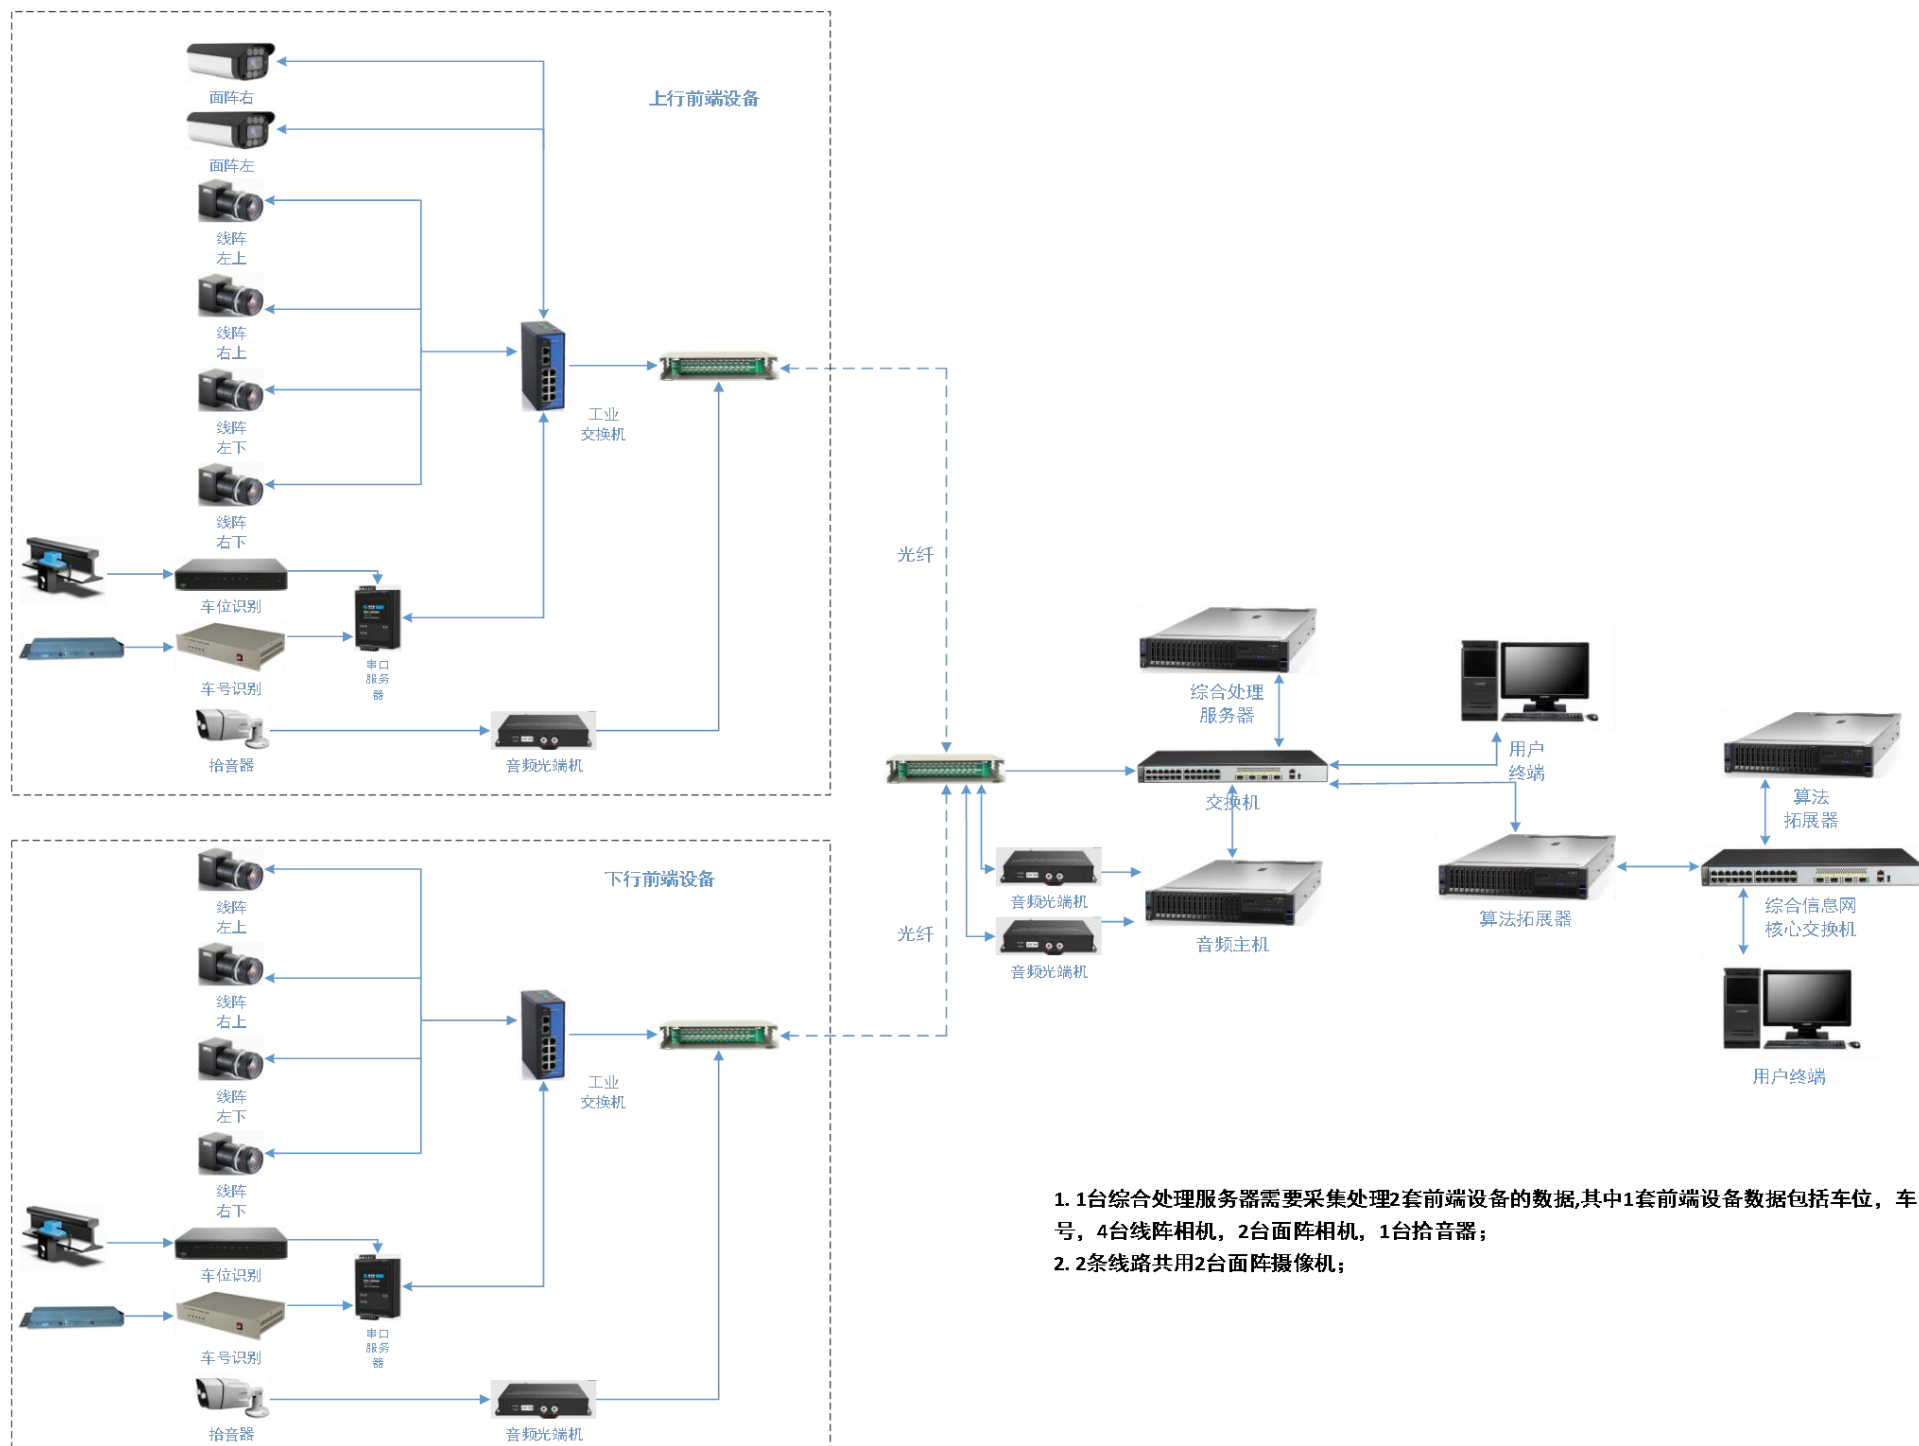 上行前端设备
面阵右
面阵左
线阵
左上
线阵
右上
线阵
左下
线阵
右下
工业
交换机
车位识别
车号识别
串口
服务
器
拾音器
音频光端机
下行前端设备
线阵
左上
线阵
右上
线阵
左下
线阵
右下
工业
交换机
车位识别
车号识别
串口
服务
器
拾音器
音频光端机
光纤
光纤
综合处理
服务器
交换机
音频光端机
音频光端机
音频主机
用户
终端
算法拓展器
算法
拓展器
综合信息网
核心交换机
用户终端
1. 1台综合处理服务器需要采集处理2套前端设备的数据,其中1套前端设备数据包括车位，车
号，4台线阵相机，2台面阵相机，1台拾音器；
2. 2条线路共用2台面阵摄像机；